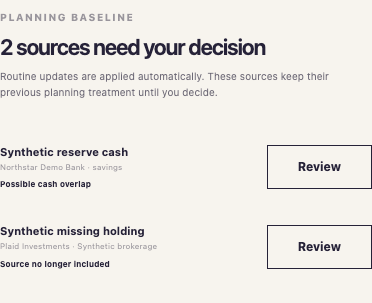 PLANNING BASELINE
2 sources need your decision
Routine updates are applied automatically. These sources keep their
previous planning treatment until you decide.
Synthetic reserve cash
Northstar Demo Bank · savings
Possible cash overlap
Review
Synthetic missing holding
Plaid Investments · Synthetic brokerage
Source no longer included
Review